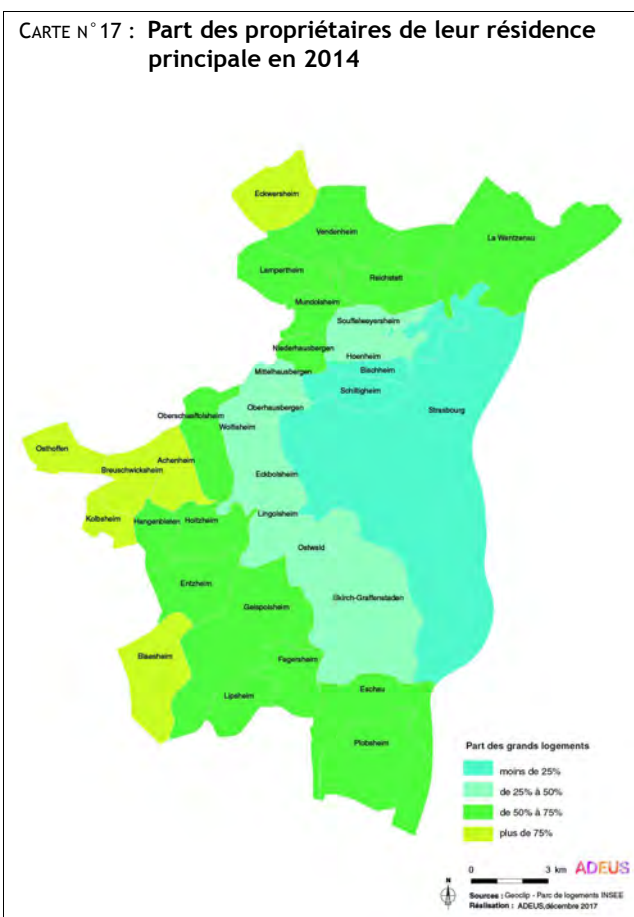 CARTE N°17 : Part des propriétaires de leur résidence
principale en 2014
Eckwersheim
Vendenheim
La Wantzenau
Lampertheim
Reichstett
Mundolsheim
Souffelweyersheim
Niederhausbergen
Hoenheim
Mittelhausbergen
Bischheim
Schiltigheim
Oberhausbergen
Strasbourg
Oberschaeffolsheim
Wolfisheim
Osthoffen
Achenheim
Breuschwickersheim
Eckbolsheim
Kolbsheim
Hangenbieten
Holtzheim
Lingolsheim
Ostwald
Entzheim
Illkirch-Graffenstaden
Geispolsheim
Blaesheim
Fegersheim
Lipsheim
Eschau
Plobsheim
Part des grands logements
moins de 25%
de 25% à 50%
de 50% à 75%
plus de 75%
0 3 km ADEUS
N
Sources : Geoclip - Parc de logements INSEE
Réalisation : ADEUS,décembre 2017